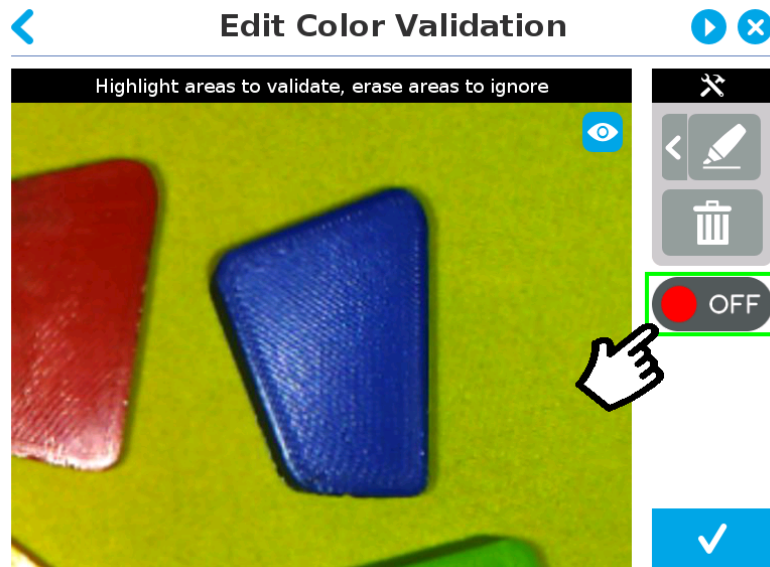 Edit Color Validation
Highlight areas to validate, erase areas to ignore
OFF